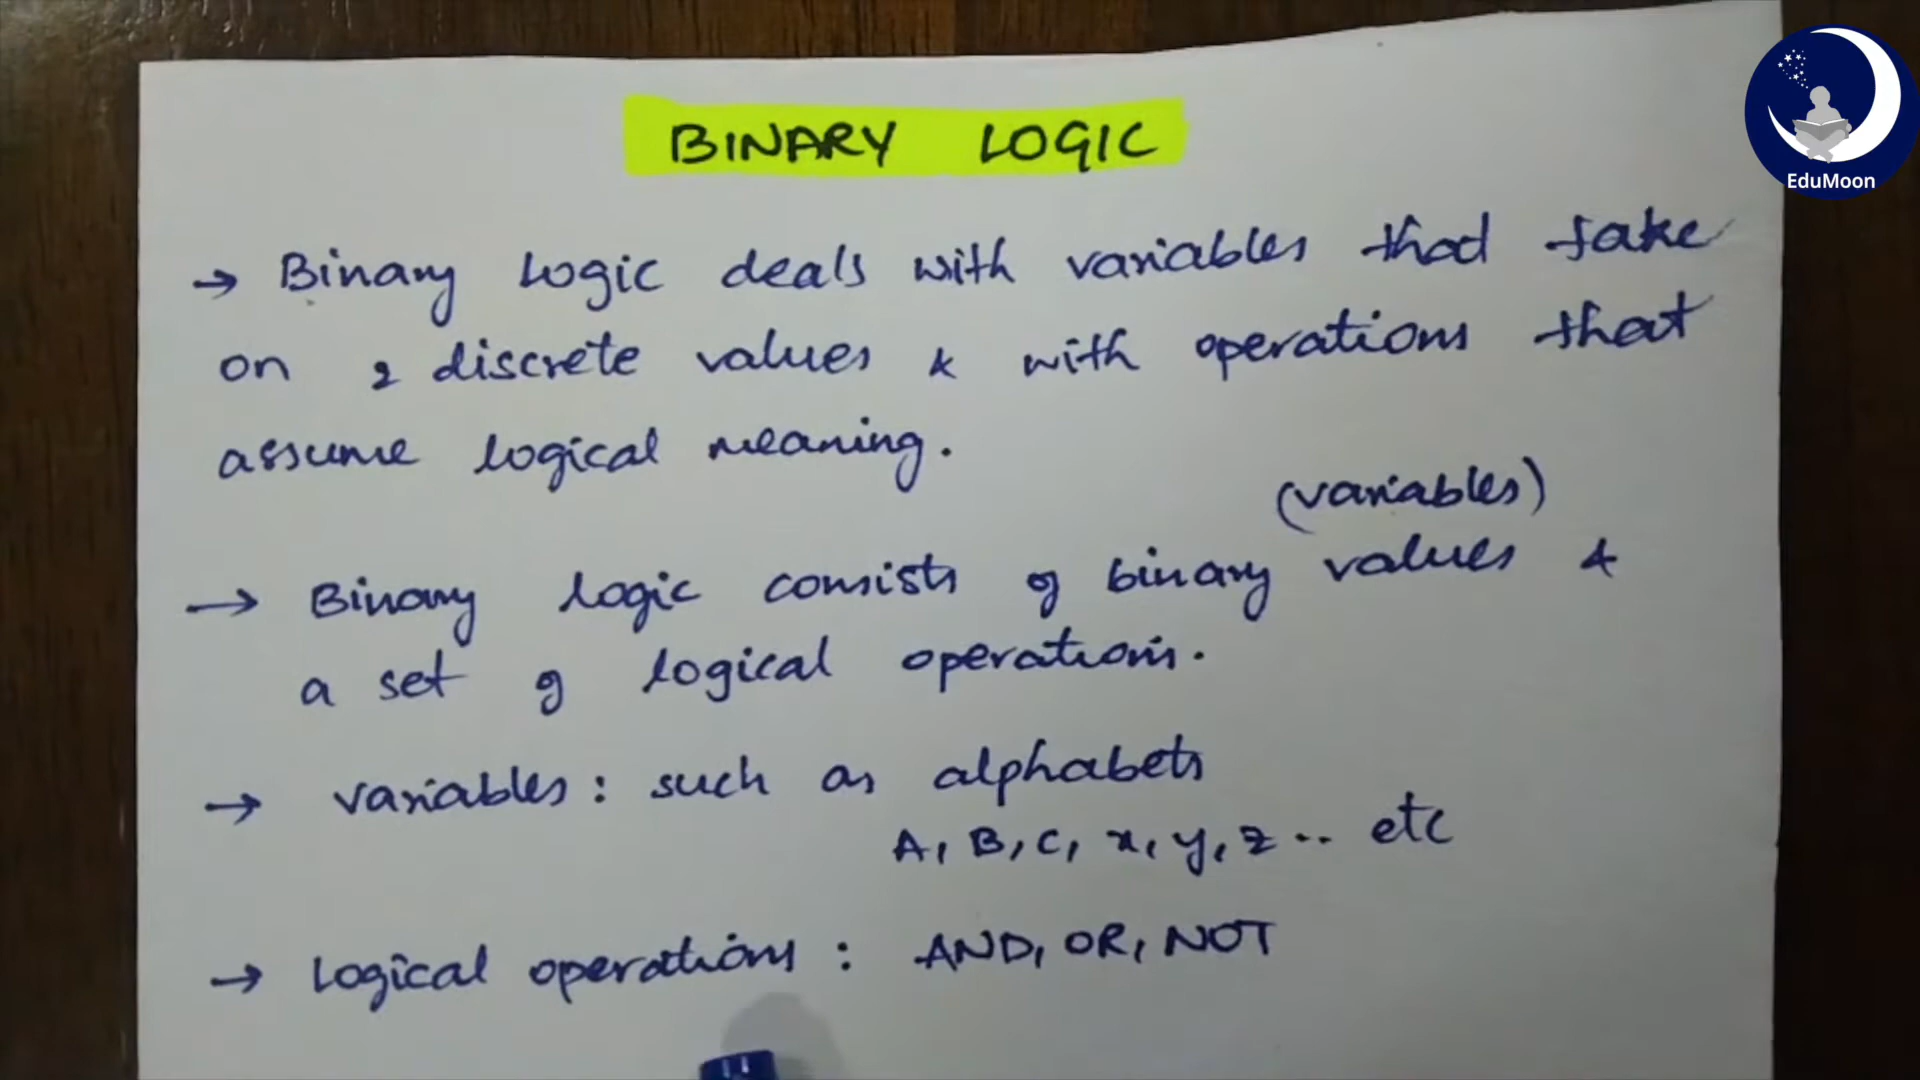 BINARY LOGIC
EduMoon
→ Binary Logic deals with variables that take
on 2 discrete values & with operations that
assume logical meaning.
(variables)
→ Binary logic consists of binary values &
a set of logical operations.
→ variables: such as alphabets
A, B, C, x, y, z .. etc
→ Logical operations : AND, OR, NOT